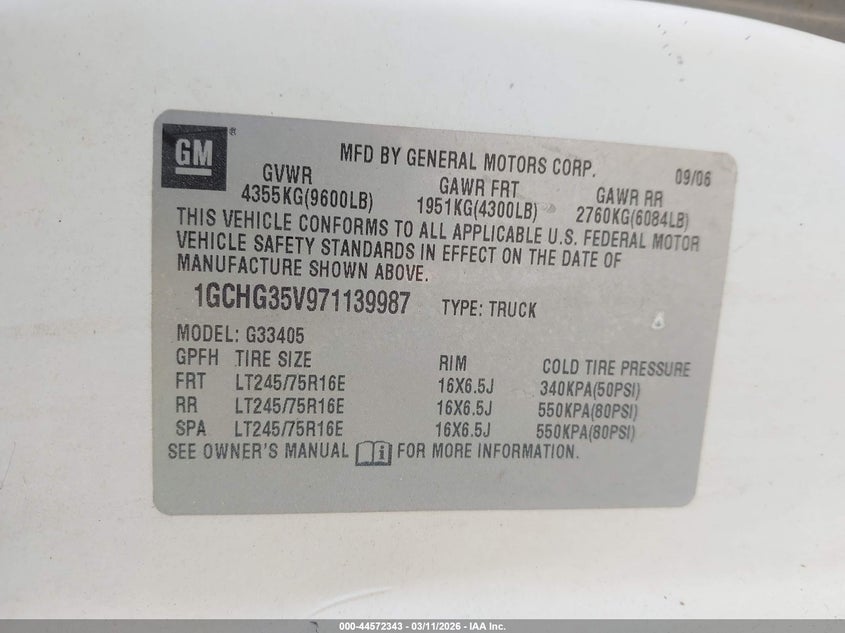 GM®
MFD BY GENERAL MOTORS CORP. 09/06
GVWR GAWR FRT GAWR RR
4355KG(9600LB) 1951KG(4300LB) 2760KG(6084LB)
THIS VEHICLE CONFORMS TO ALL APPLICABLE U.S. FEDERAL MOTOR
VEHICLE SAFETY STANDARDS IN EFFECT ON THE DATE OF
MANUFACTURE SHOWN ABOVE.
1GCHG35V971139987 TYPE: TRUCK
MODEL: G33405
GPFH TIRE SIZE RIM COLD TIRE PRESSURE
FRT LT245/75R16E 16X6.5J 340KPA(50PSI)
RR LT245/75R16E 16X6.5J 550KPA(80PSI)
SPA LT245/75R16E 16X6.5J 550KPA(80PSI)
SEE OWNER'S MANUAL i FOR MORE INFORMATION.
000-44572343 | 03/11/2026 - IAA Inc.